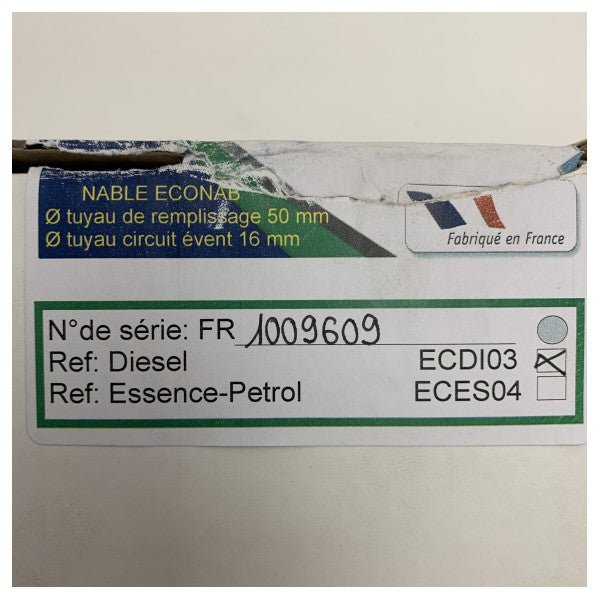 NABLE ECONAB
Ø tuyau de remplissage 50 mm
Ø tuyau circuit évent 16 mm
Fabriqué en France
N°de série: FR 1009609
Ref: Diesel ECDI03
Ref: Essence-Petrol ECES04